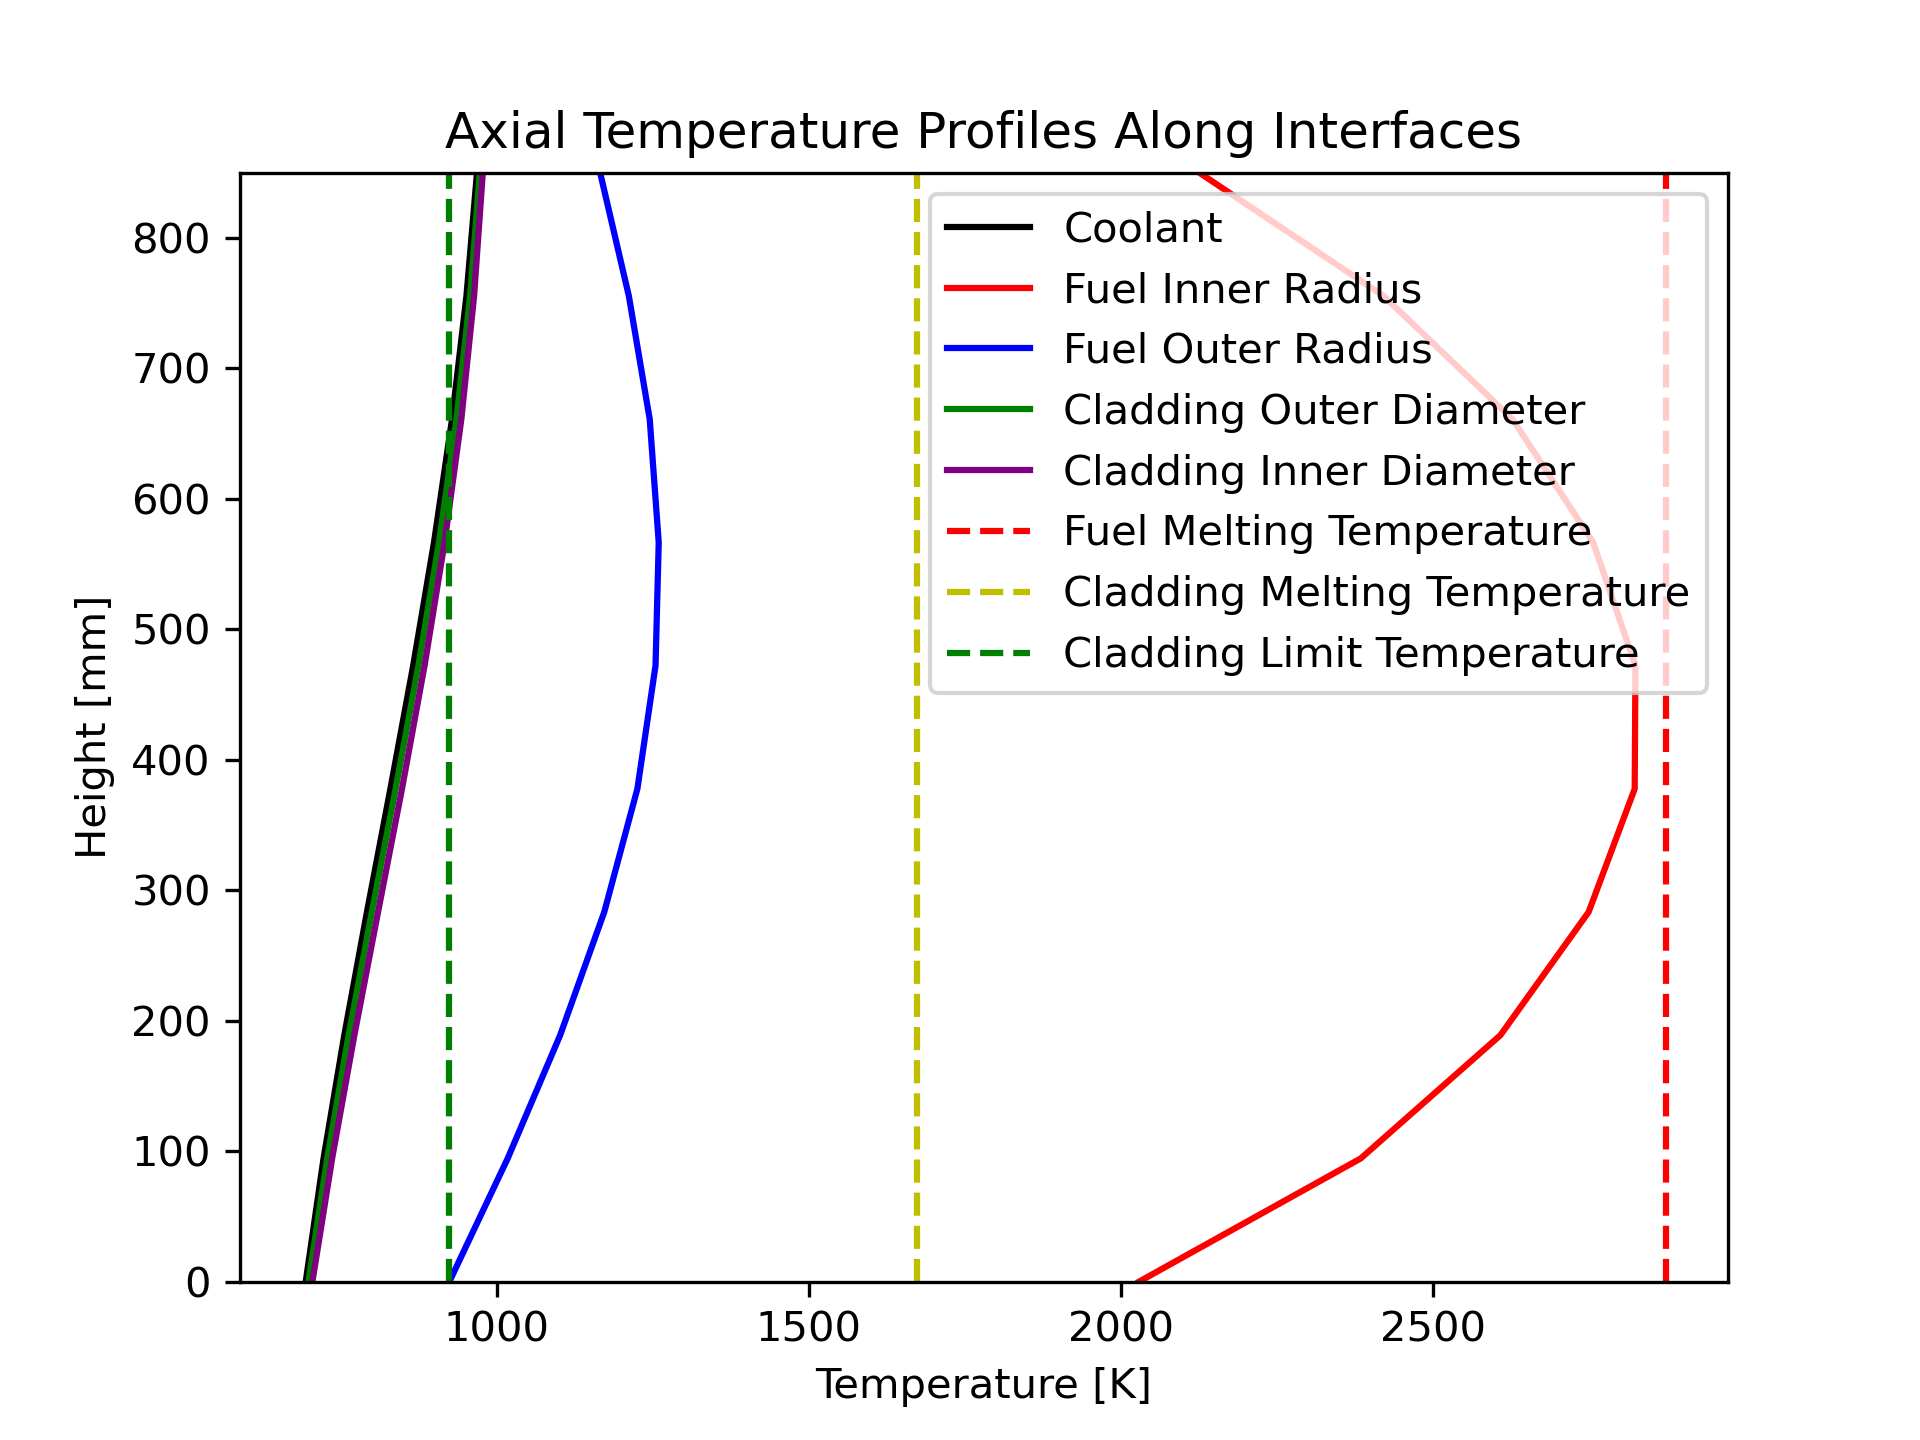 Axial Temperature Profiles Along Interfaces
Height [mm]
800
700
600
500
400
300
200
100
0
Coolant
Fuel Inner Radius
Fuel Outer Radius
Cladding Outer Diameter
Cladding Inner Diameter
Fuel Melting Temperature
Cladding Melting Temperature
Cladding Limit Temperature
1000 1500 2000 2500
Temperature [K]